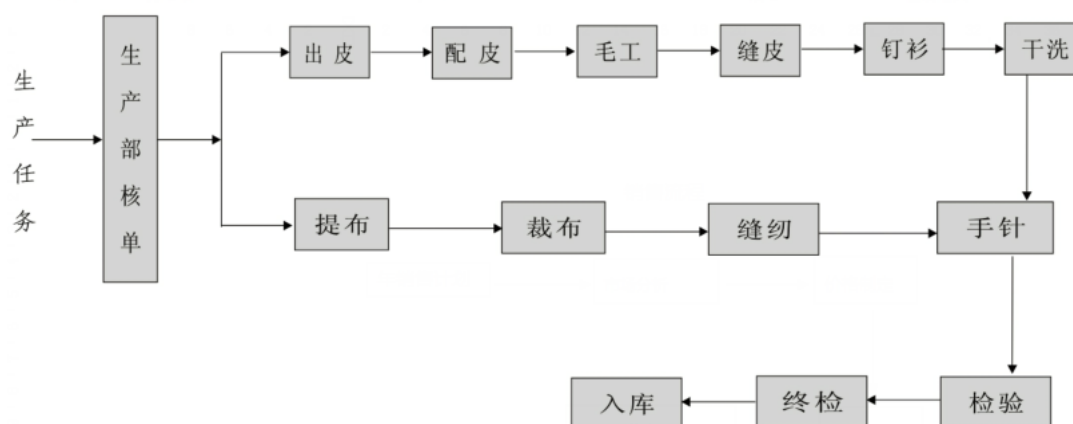 生产任务
生产部核单
出皮
配皮
毛工
缝皮
钉衫
干洗
提布
裁布
缝纫
手针
入库
终检
检验